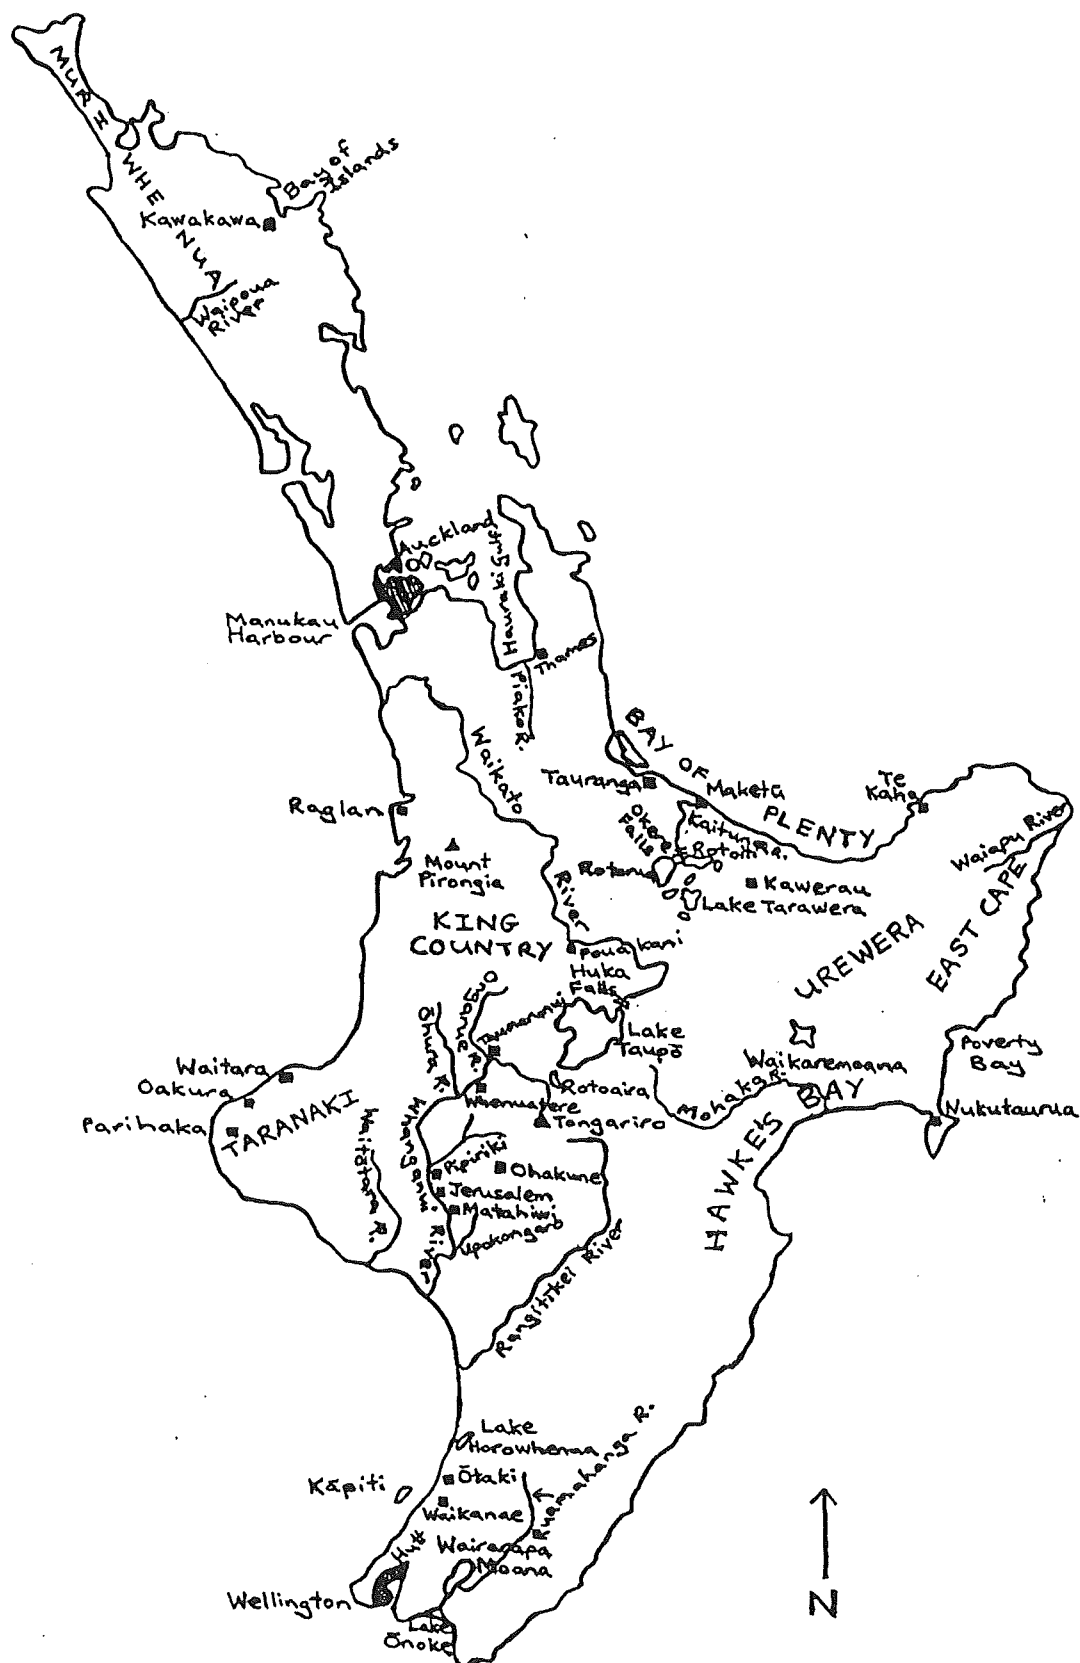 MURI
WHENUA
Bay of
Islands
Kawakawa
Waipoua
River
Auckland
Hauraki Gulf
Manukau
Harbour
Thames
Piako R.
Waikato
River
BAY OF
PLENTY
Tauranga
Maketū
Te
Kaha
Raglan
Okere
Falls
Kaituna R.
Rotoiti
Waiapu River
Mount
Pirongia
Rotorua
Kawerau
Lake Tarawera
KING
COUNTRY
Pouakani
UREWERA
EAST CAPE
Huka
Falls
Ongarue R.
Ōhura R.
Taumarunui
Lake
Taupō
Poverty
Bay
Waikaremoana
Waitara
Oakura
Rotoaira
Mohaka R.
HAWKE'S
BAY
Nukutaurua
Parihaka
TARANAKI
Waitōtara R.
Whanganui River
Tongariro
Pipiriki
Ohakune
Jerusalem
Matahiwi
Upokongaro
Rangitīkei River
Lake
Horowhenua
Kāpiti
Ōtaki
Waikanae
Ruamahanga R.
Hutt
Wairarapa
Moana
Wellington
Lake
Ōnoke
N